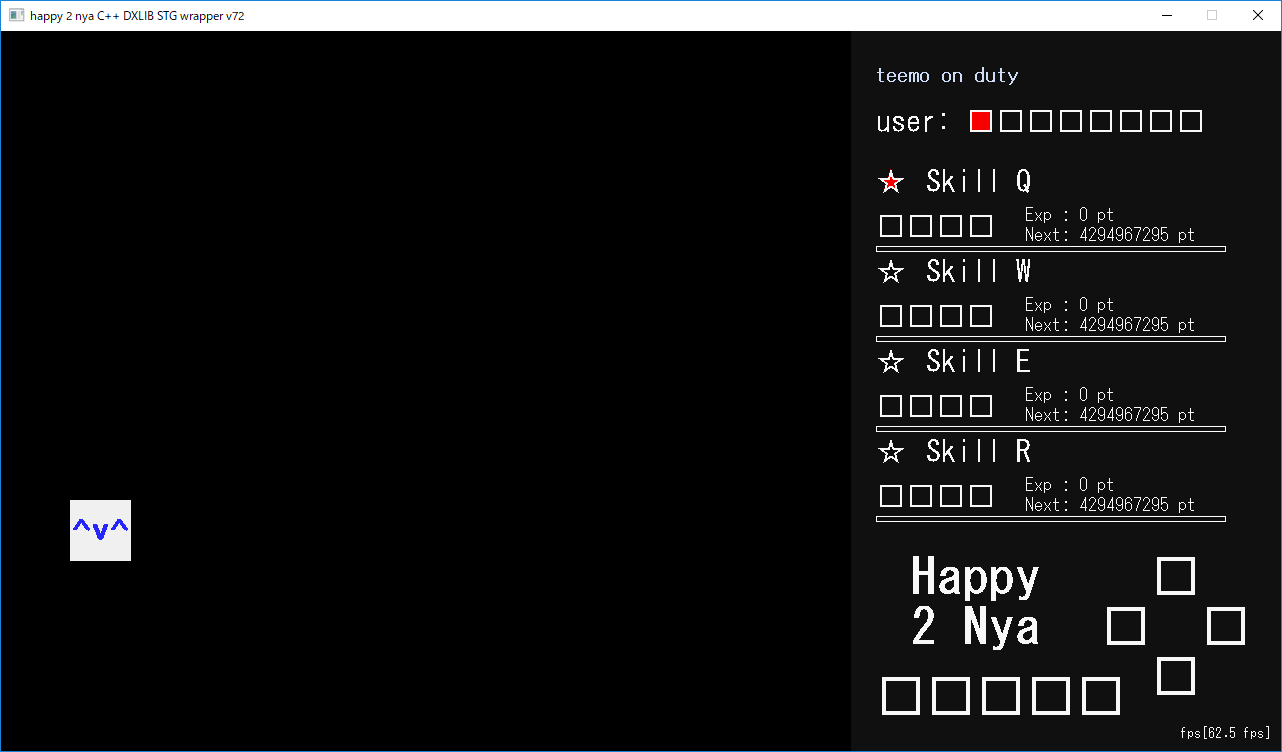 happy 2 nya C++ DXLIB STG wrapper v72
teemo on duty
user: ■□□□□□□□
★ Skill Q
□□□□
Exp : 0 pt
Next: 4294967295 pt
☆ Skill W
□□□□
Exp : 0 pt
Next: 4294967295 pt
☆ Skill E
□□□□
Exp : 0 pt
Next: 4294967295 pt
☆ Skill R
□□□□
Exp : 0 pt
Next: 4294967295 pt
^v^
Happy
2 Nya
fps[62.5 fps]